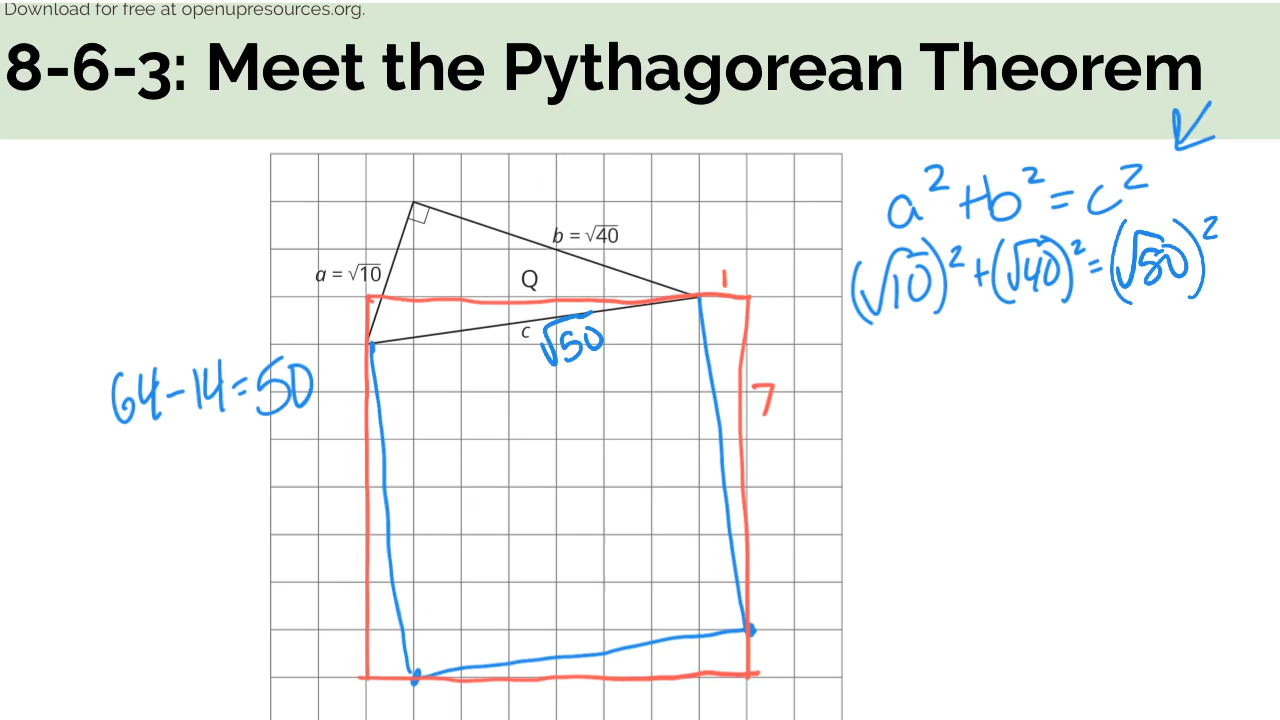 Download for free at openupresources.org.
8-6-3: Meet the Pythagorean Theorem
a² + b² = c²
b = √40
a = √10
Q
1
(√10)² + (√40)² = (√50)²
c
√50
64-14=50
7